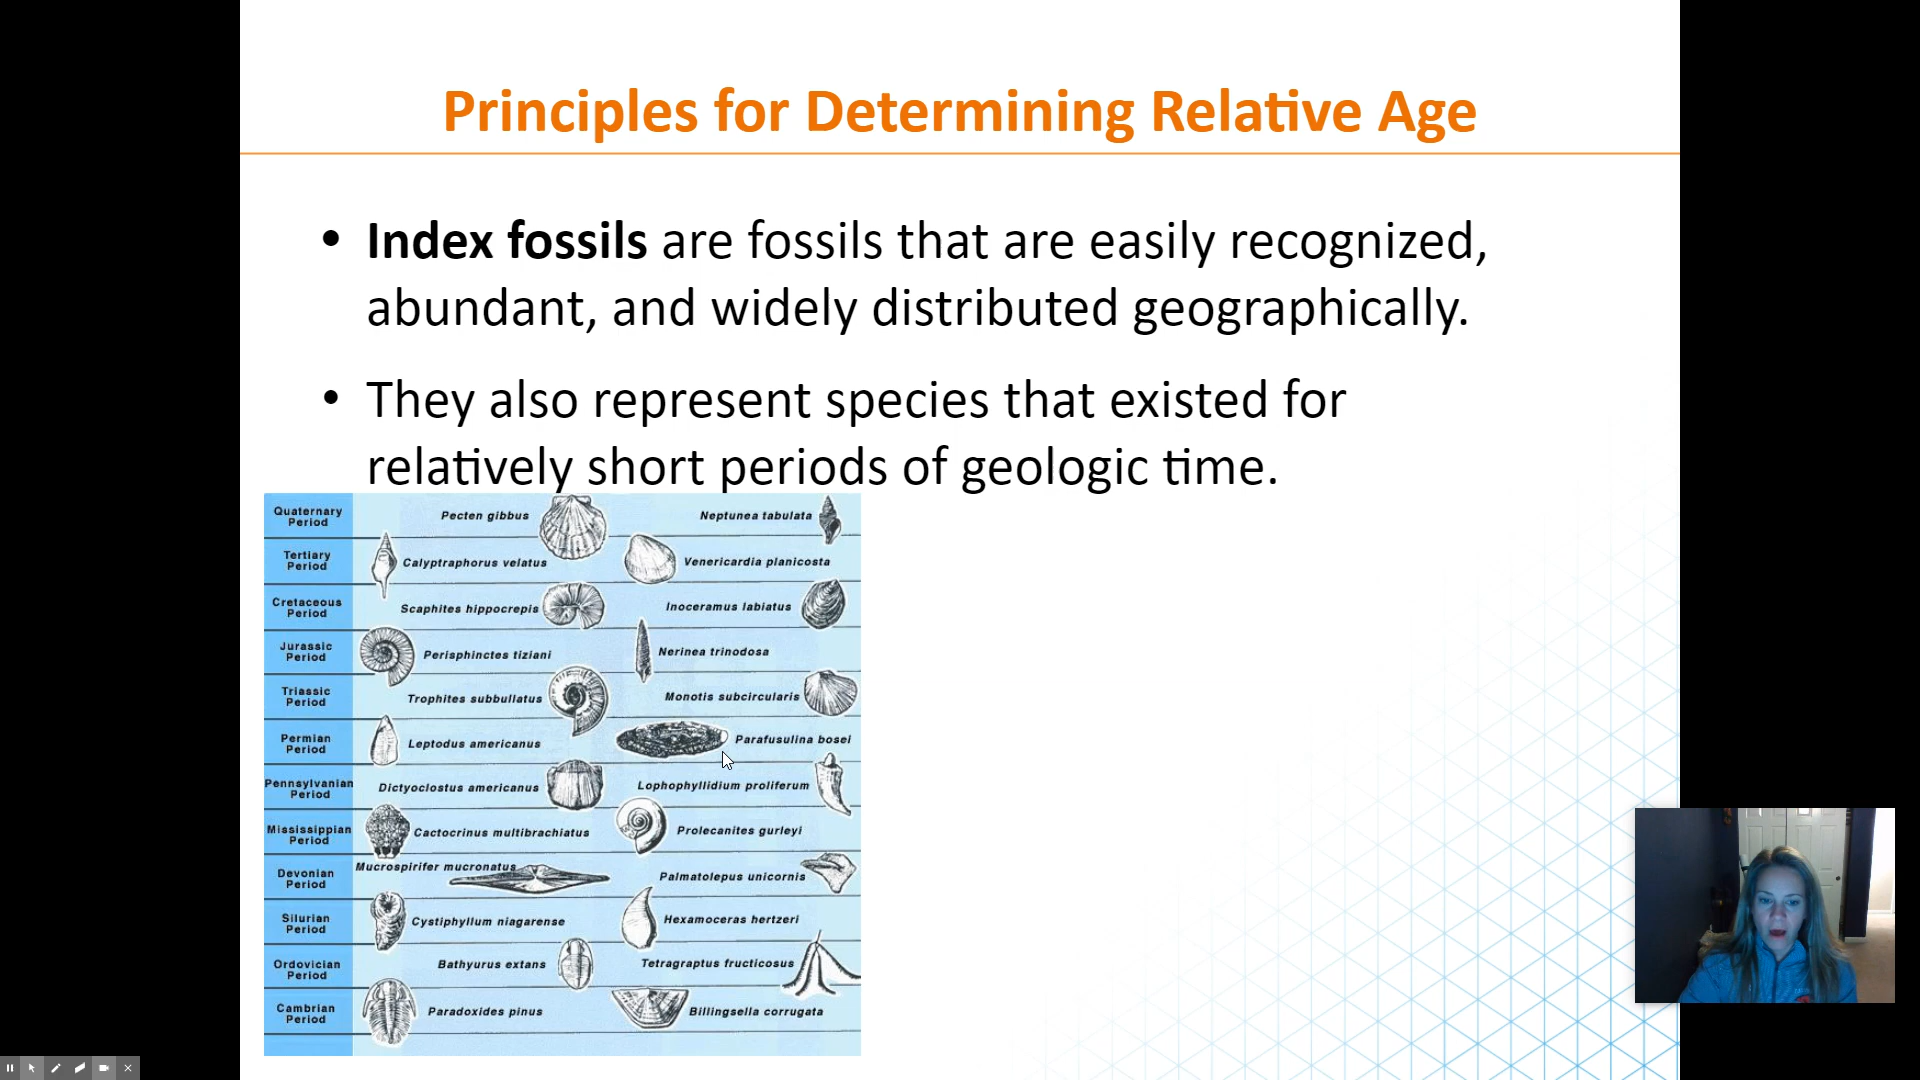 Principles for Determining Relative Age
• Index fossils are fossils that are easily recognized,
abundant, and widely distributed geographically.
• They also represent species that existed for
relatively short periods of geologic time.
Quaternary
Period
Pecten gibbus
Neptunea tabulata
Tertiary
Period
Calyptraphorus velatus
Venericardia planicosta
Cretaceous
Period
Scaphites hippocrepis
Inoceramus labiatus
Jurassic
Period
Perisphinctes tiziani
Nerinea trinodosa
Triassic
Period
Trophites subbullatus
Monotis subcircularis
Permian
Period
Leptodus americanus
Parafusulina bosei
Pennsylvanian
Period
Dictyoclostus americanus
Lophophyllidium proliferum
Mississippian
Period
Cactocrinus multibrachiatus
Prolecanites gurleyi
Devonian
Period
Mucrospirifer mucronatus
Palmatolepus unicornis
Silurian
Period
Cystiphyllum niagarense
Hexamoceras hertzeri
Ordovician
Period
Bathyurus extans
Tetragraptus fructicosus
Cambrian
Period
Paradoxides pinus
Billingsella corrugata